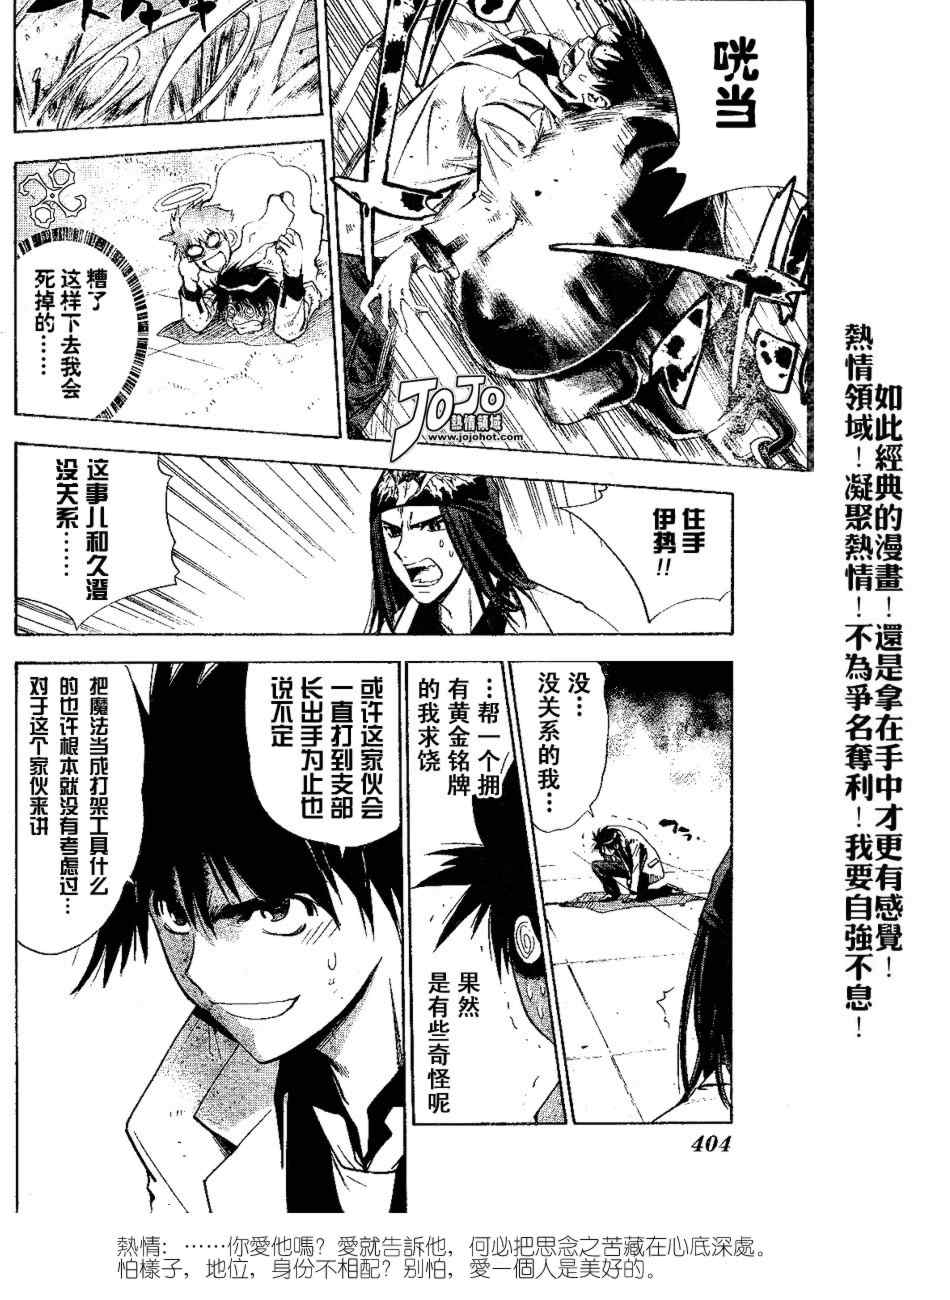 咣当
糟了
这样下去我会
死掉的……
JOJO
熱情領域
www.jojohot.com
住手
伊势!!
这事儿和久澄
没关系……
没…
没关系的我…
…帮一个拥
有黄金铭牌
的我求饶
果然
是有些奇怪呢
或许这家伙会
一直打到支部
长出手为止也
说不定
把魔法当成打架工具什么
的也许根本就没有考虑过…
对于这个家伙来讲
404
如此經典的漫畫！還是拿在手中才更有感覺！
熱情領域！凝聚熱情！不為爭名奪利！我要自強不息！
熱情：……你愛他嗎？愛就告訴他，何必把思念之苦藏在心底深處。
怕樣子，地位，身份不相配？别怕，愛一個人是美好的。